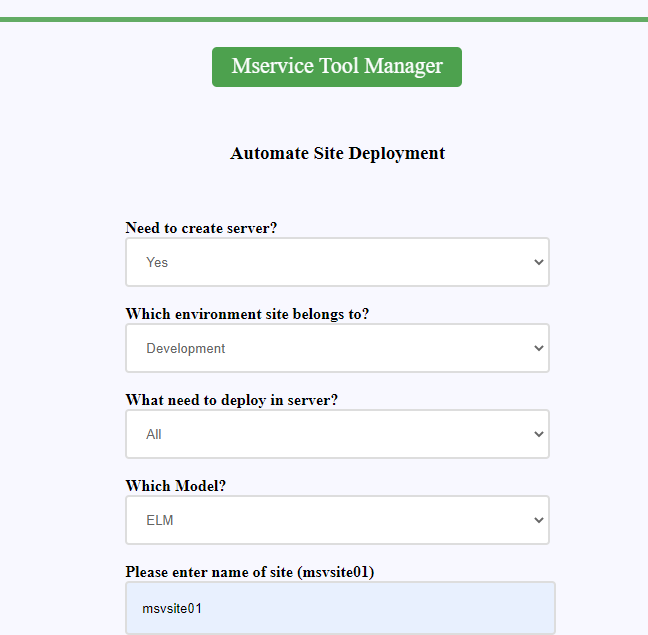 Mservice Tool Manager
Automate Site Deployment
Need to create server?
Yes
Which environment site belongs to?
Development
What need to deploy in server?
All
Which Model?
ELM
Please enter name of site (msvsite01)
msvsite01